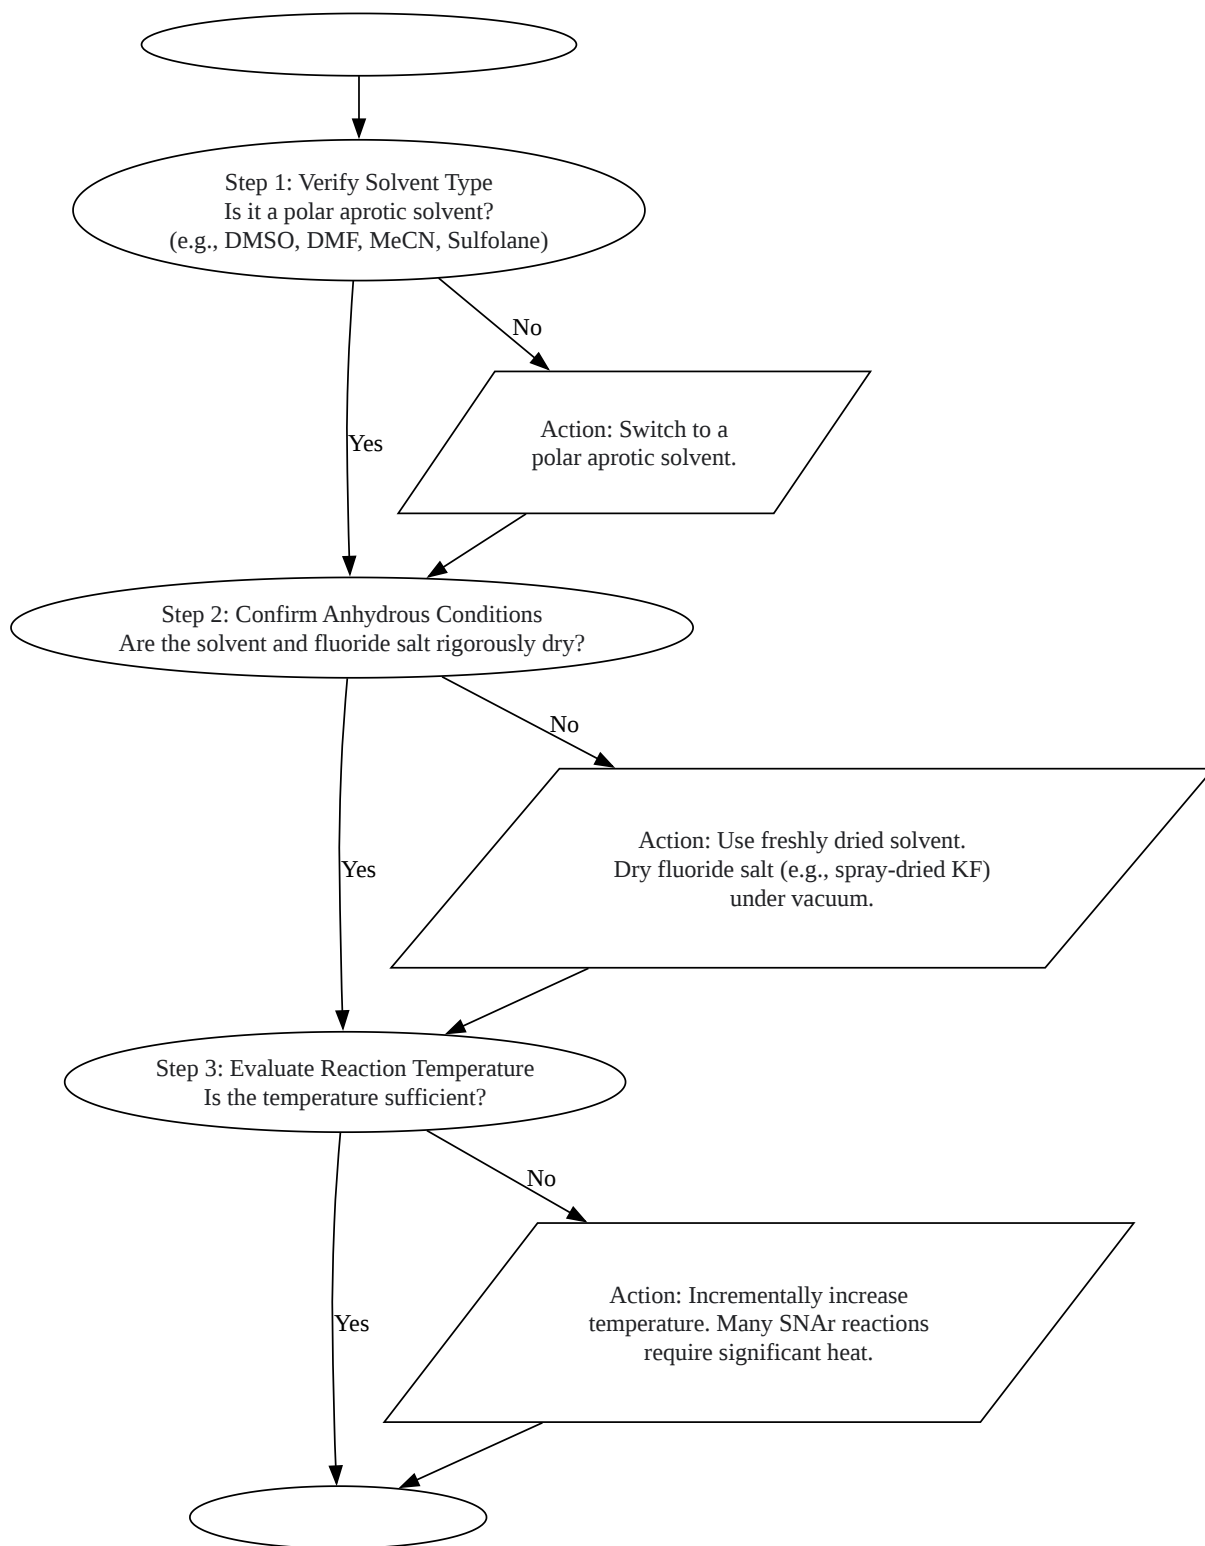 Step 1: Verify Solvent Type
Is it a polar aprotic solvent?
(e.g., DMSO, DMF, MeCN, Sulfolane)
No
Action: Switch to a
polar aprotic solvent.
Yes
Step 2: Confirm Anhydrous Conditions
Are the solvent and fluoride salt rigorously dry?
No
Action: Use freshly dried solvent.
Dry fluoride salt (e.g., spray-dried KF)
under vacuum.
Yes
Step 3: Evaluate Reaction Temperature
Is the temperature sufficient?
No
Action: Incrementally increase
temperature. Many SNAr reactions
require significant heat.
Yes